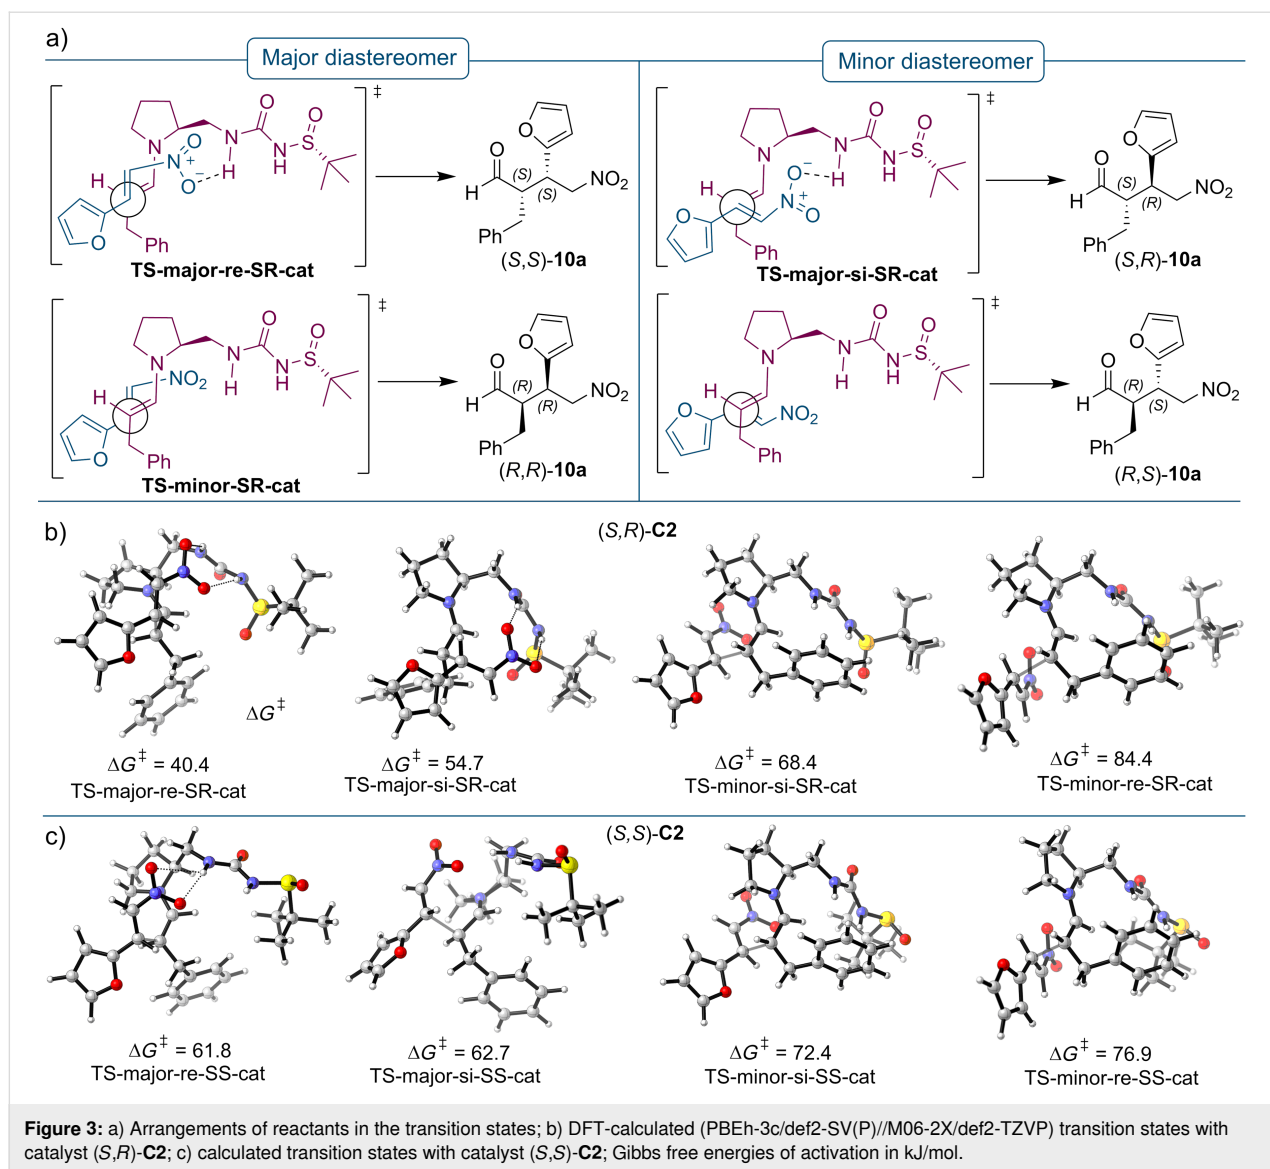 a)
Major diastereomer
Minor diastereomer
‡
N
N
H
O
N
H
S
O
N
+
O
O
−
H
O
Ph
TS-major-re-SR-cat
O
H
O
(S)
(S)
NO2
Ph
(S,S)-10a
‡
N
N
H
O
N
H
S
O
O
−
N
+
O
H
O
Ph
TS-major-si-SR-cat
O
H
O
(S)
(R)
NO2
Ph
(S,R)-10a
‡
N
N
H
O
N
H
S
O
NO2
H
O
Ph
TS-minor-SR-cat
O
H
O
(R)
(R)
NO2
Ph
(R,R)-10a
‡
N
N
H
O
N
H
S
O
H
NO2
O
Ph
O
H
O
(R)
(S)
NO2
Ph
(R,S)-10a
b)
(S,R)-C2
ΔG‡
ΔG‡ = 40.4
TS-major-re-SR-cat
ΔG‡ = 54.7
TS-major-si-SR-cat
ΔG‡ = 68.4
TS-minor-si-SR-cat
ΔG‡ = 84.4
TS-minor-re-SR-cat
c)
(S,S)-C2
ΔG‡ = 61.8
TS-major-re-SS-cat
ΔG‡ = 62.7
TS-major-si-SS-cat
ΔG‡ = 72.4
TS-minor-si-SS-cat
ΔG‡ = 76.9
TS-minor-re-SS-cat
Figure 3: a) Arrangements of reactants in the transition states; b) DFT-calculated (PBEh-3c/def2-SV(P)//M06-2X/def2-TZVP) transition states with
catalyst (S,R)-C2; c) calculated transition states with catalyst (S,S)-C2; Gibbs free energies of activation in kJ/mol.